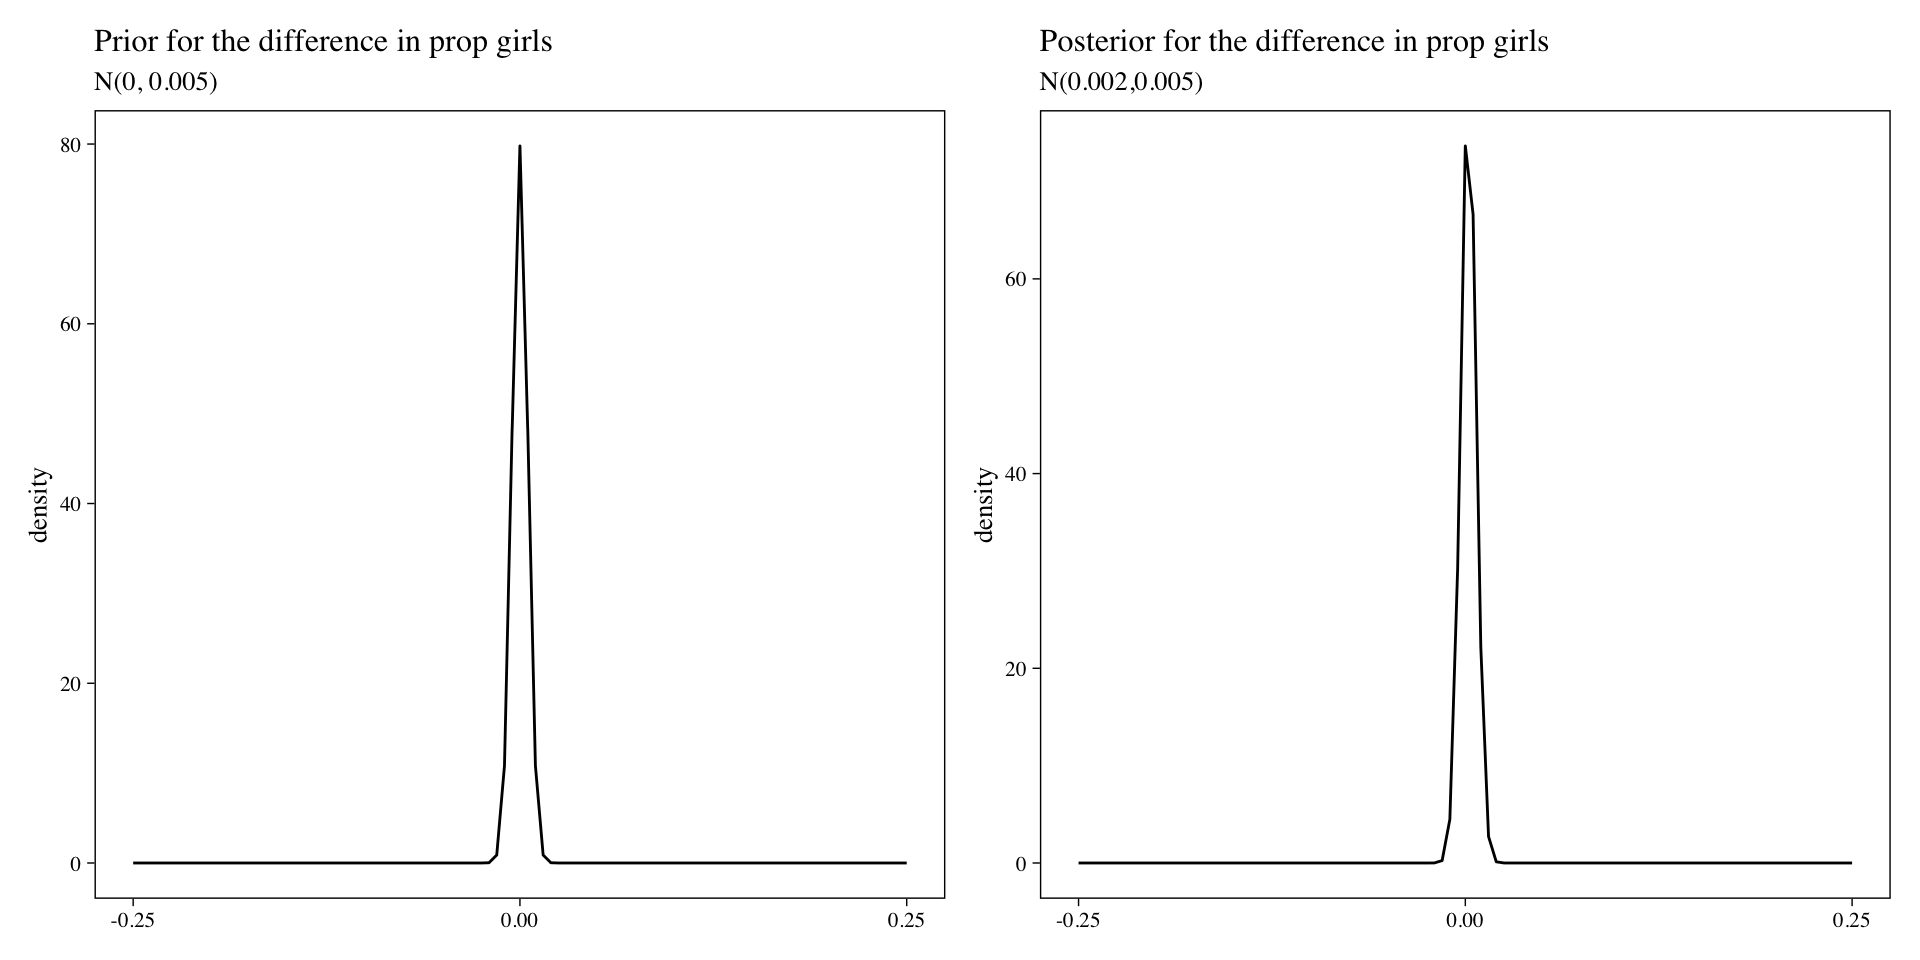 Prior for the difference in prop girls
N(0, 0.005)
80
60
40
20
0
density
-0.25
0.00
0.25
Posterior for the difference in prop girls
N(0.002,0.005)
60
40
20
0
density
-0.25
0.00
0.25